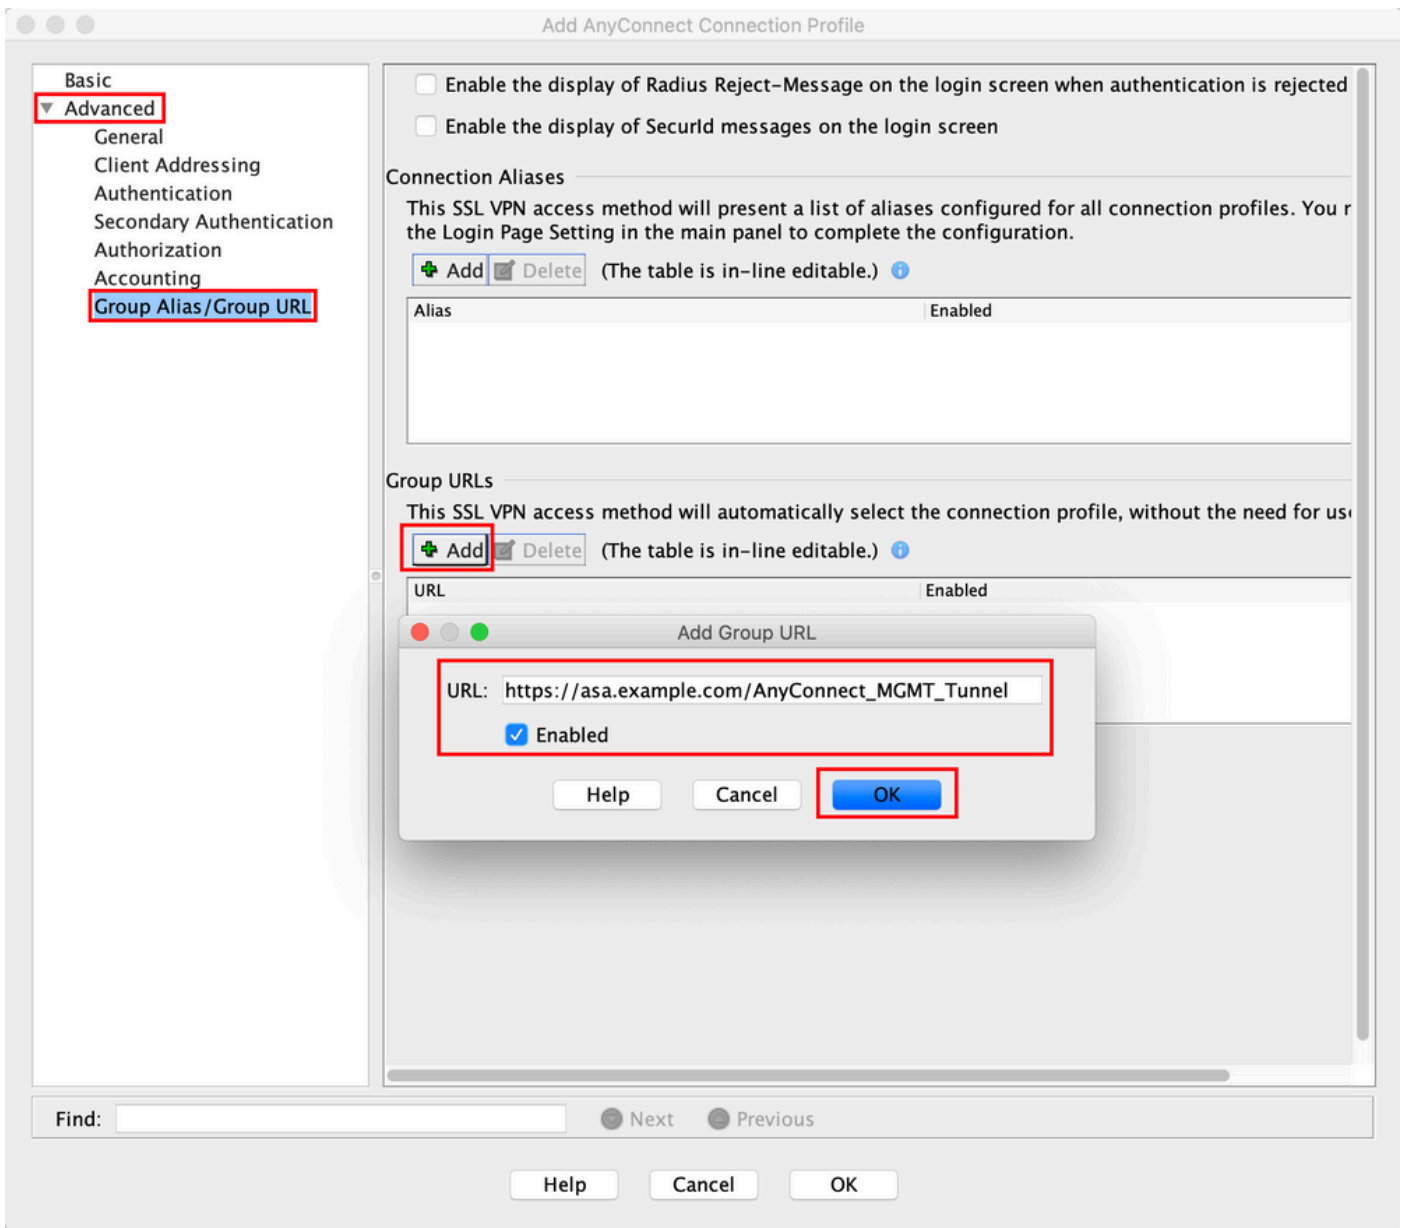 Add AnyConnect Connection Profile
Basic
Advanced
General
Client Addressing
Authentication
Secondary Authentication
Authorization
Accounting
Group Alias/Group URL
Enable the display of Radius Reject-Message on the login screen when authentication is rejected
Enable the display of SecurId messages on the login screen
Connection Aliases
This SSL VPN access method will present a list of aliases configured for all connection profiles. You
the Login Page Setting in the main panel to complete the configuration.
Add Delete (The table is in-line editable.)
Alias Enabled
Group URLs
This SSL VPN access method will automatically select the connection profile, without the need for
Add Delete (The table is in-line editable.)
URL Enabled
Add Group URL
URL: https://asa.example.com/AnyConnect_MGMT_Tunnel
Enabled
Help Cancel OK
Find: Next Previous
Help Cancel OK